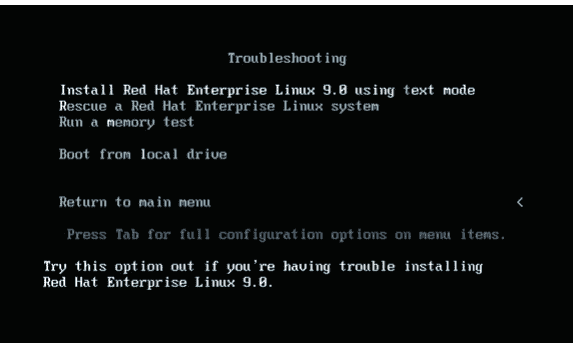 Troubleshooting
Install Red Hat Enterprise Linux 9.0 using text mode
Rescue a Red Hat Enterprise Linux system
Run a memory test
Boot from local drive
Return to main menu <
Press Tab for full configuration options on menu items.
Try this option out if you're having trouble installing
Red Hat Enterprise Linux 9.0.